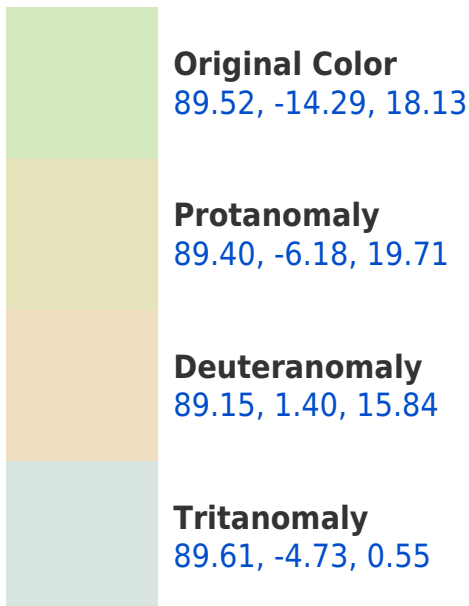 Original Color
89.52, -14.29, 18.13
Protanomaly
89.40, -6.18, 19.71
Deuteranomaly
89.15, 1.40, 15.84
Tritanomaly
89.61, -4.73, 0.55